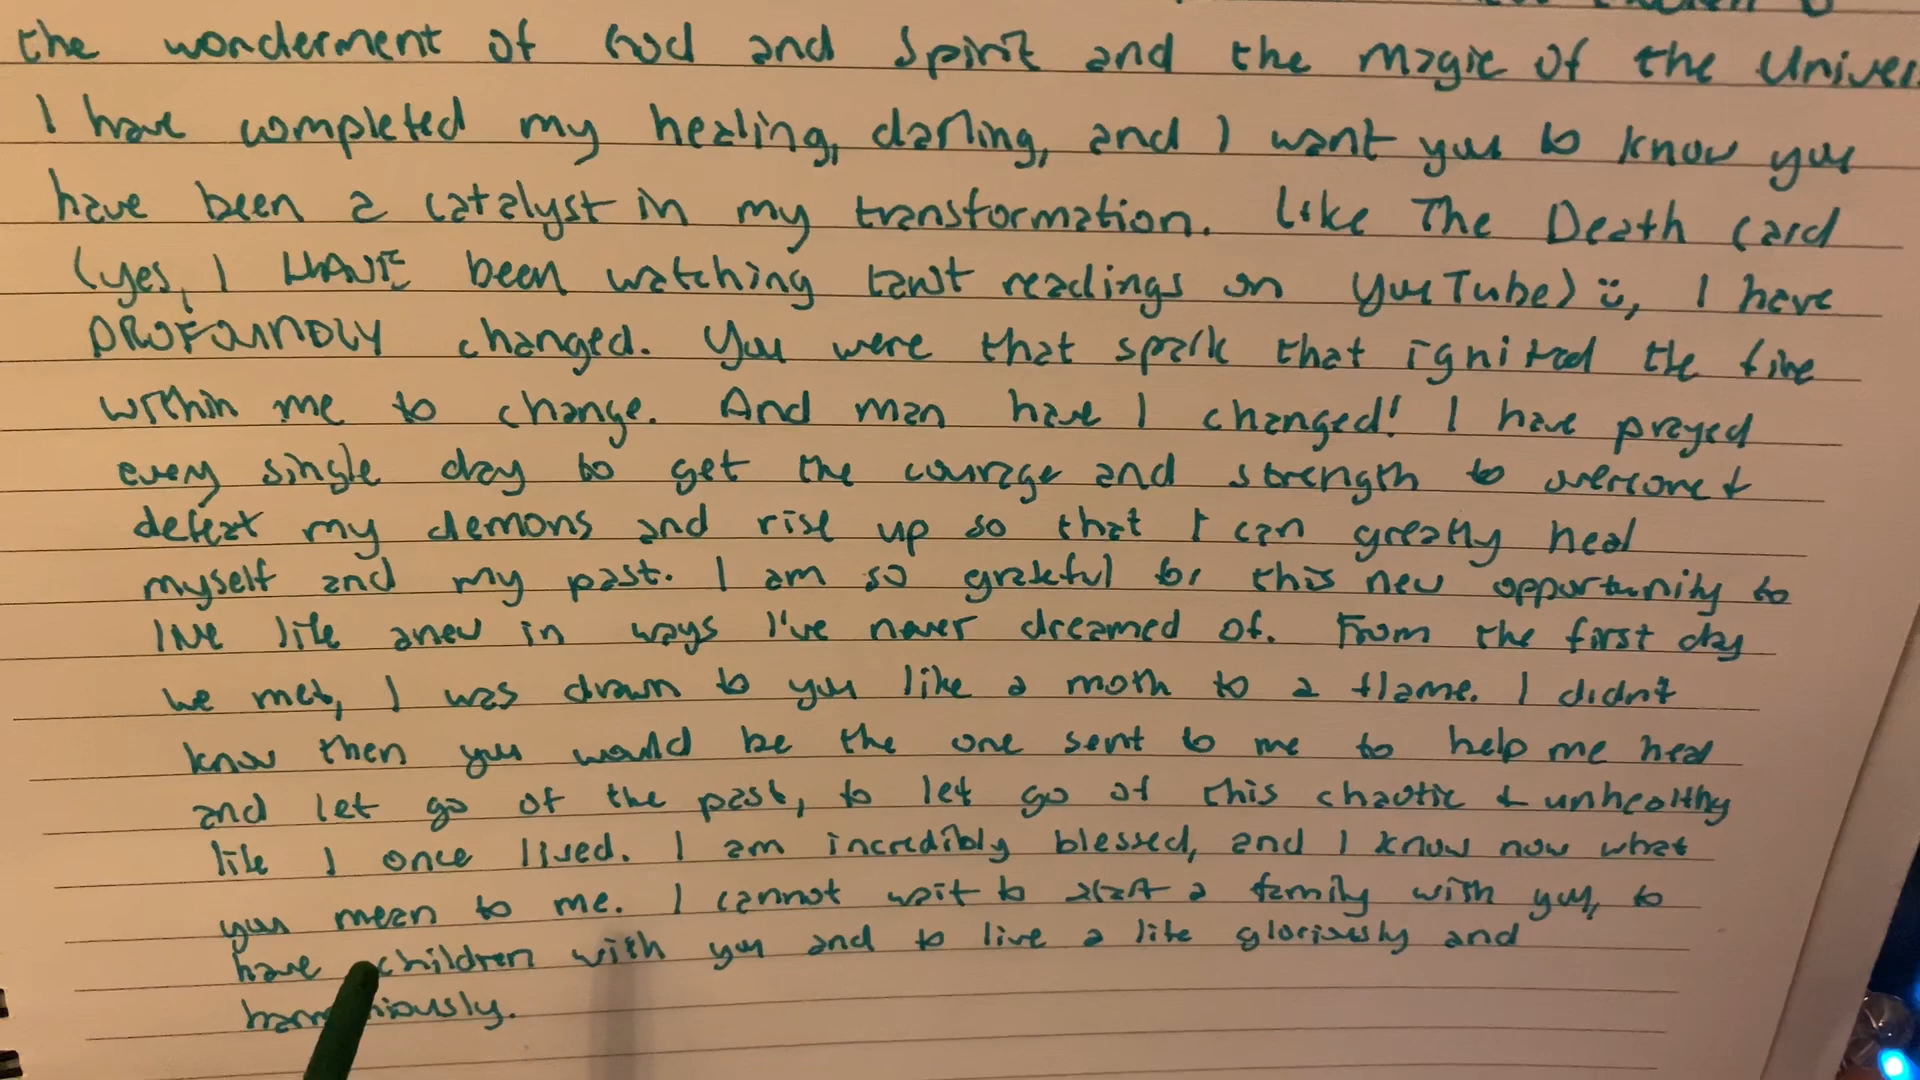 the wonderment of God and Spirit and the magic of the
I have completed my healing, darling, and I want you to know you
have been a catalyst in my transformation. Like The Death Card
(yes, I HAVE been watching tarot readings on YouTube) :), I have
PROFOUNDLY changed. You were that spark that ignited the fire
within me to change. And man have I changed! I have prayed
every single day to get the courage and strength to overcome +
defeat my demons and rise up so that I can greatly heal
myself and my past. I am so grateful for this new opportunity to
live life anew in ways I've never dreamed of. From the first day
we met, I was drawn to you like a moth to a flame. I didn't
know then you would be the one sent to me to help me heal
and let go of the past, to let go of this chaotic + unhealthy
life I once lived. I am incredibly blessed, and I know now what
you mean to me. I cannot wait to start a family with you, to
have children with you and to live a life gloriously and